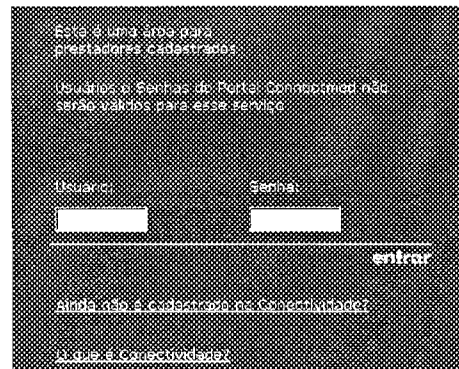 Esta é uma área para
prestadores cadastrados
Usuários e Senhas do Portal Connectmed não
serão válidos para esse serviço
Usuário:
Senha:
entrar
Ainda não é cadastrado na Conectividade?
O que é Conectividade?